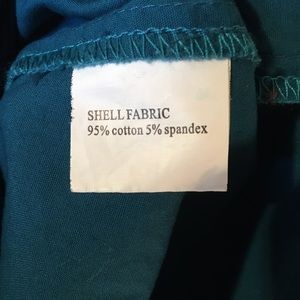 SHELL FABRIC
95% cotton 5% spandex